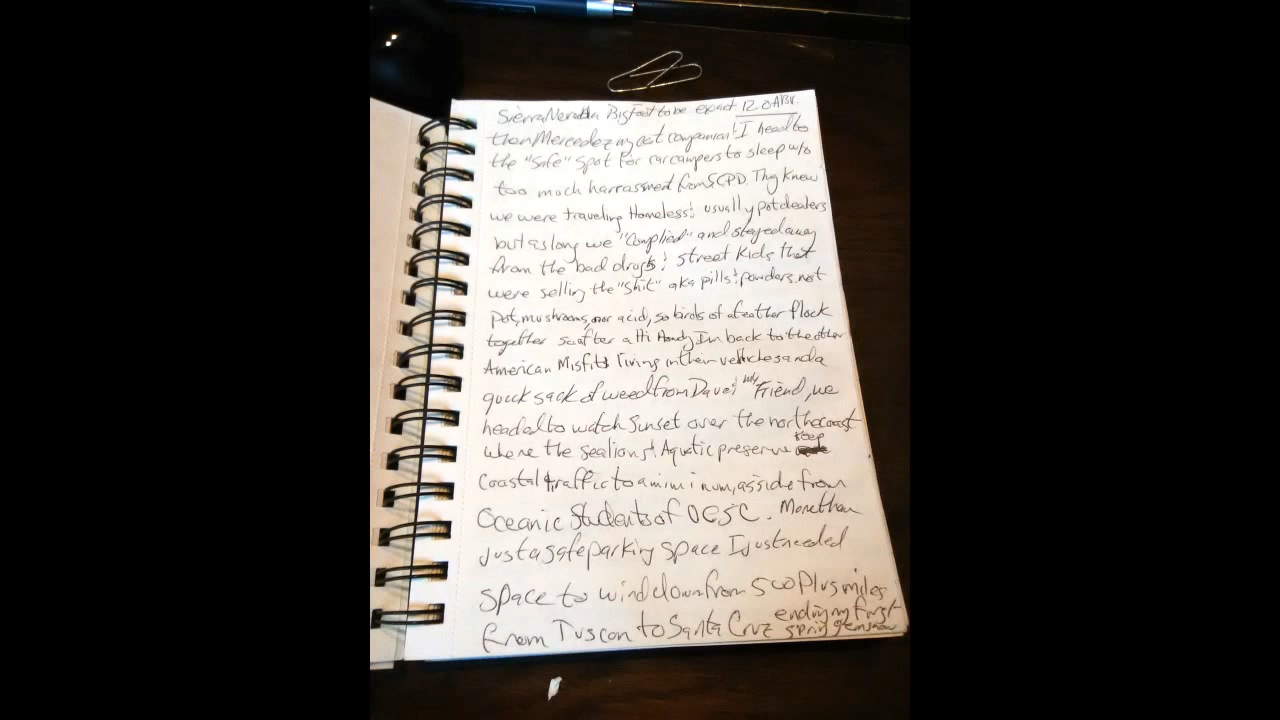 Sierra Nevada Bigfoot to be exact 12.0 ABV.
then Mercedez my cat companion & I head to
the "Safe" spot for car campers to sleep w/o
too much harrassment from SCPD. They knew
we were traveling Homeless & usually pot dealers
but as long we "Complied" and stayed away
from the bad drugs & street kids that
were selling the "shit" aka pills & powders, not
pot, mushrooms, nor acid, so birds of a feather flock
together so after a Hi Howdy I'm back to the other
American Misfits living in their vehicles and a
quick sack of weed from Dave & my Friend, we
headed to watch Sunset over the north coast
where the sea lions & Aquatic preserve keep
Coastal traffic to a minimum, asside from
Oceanic Students of UCSC. More than
just a safe parking space I just needed
space to wind down from 500 Plus miles
from Tuscon to Santa Cruz ending my first
spring